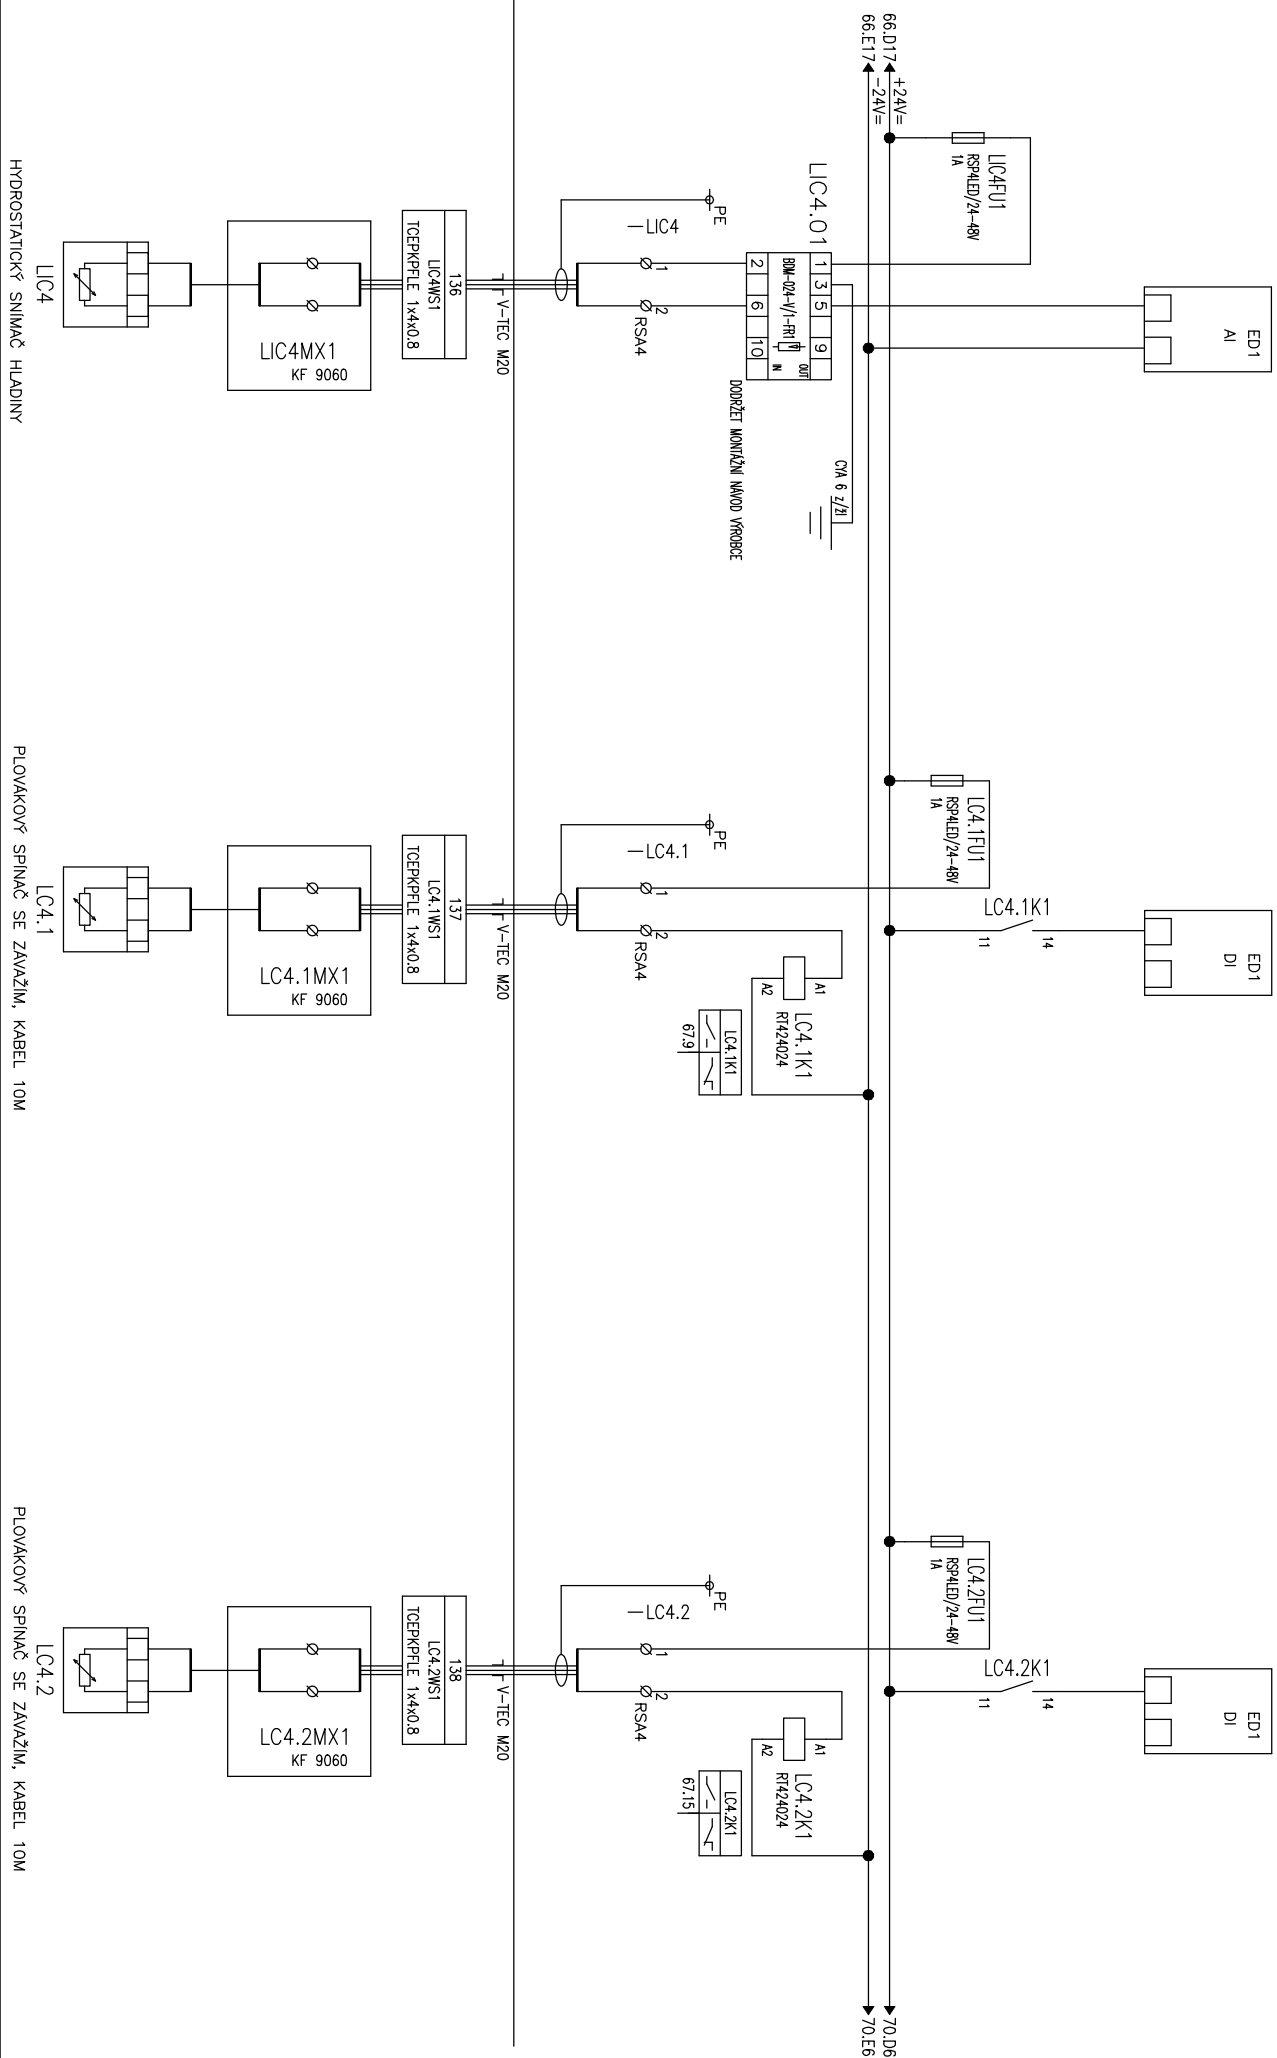 66.D17
66.E17
+24V=
-24V=
LIC4FU1
RSP4LED/24-48V
1A
ED1
AI
LIC4.01
1
3
5
9
BDM-024-V/1-FR1
OUT
IN
2
6
10
CYA 6 z/žl
DODRŽET MONTÁŽNÍ NÁVOD VÝROBCE
PE
-LIC4
1
2
RSA4
V-TEC M20
136
LIC4WS1
TCEPKPFLE 1x4x0.8
LIC4MX1
KF 9060
LIC4
HYDROSTATICKÝ SNÍMAČ HLADINY
LC4.1FU1
RSP4LED/24-48V
1A
LC4.1K1
11
14
ED1
DI
PE
-LC4.1
1
2
RSA4
A1
A2
LC4.1K1
RT424024
LC4.1K1
67.9
V-TEC M20
137
LC4.1WS1
TCEPKPFLE 1x4x0.8
LC4.1MX1
KF 9060
LC4.1
PLOVÁKOVÝ SPÍNAČ SE ZÁVAŽÍM, KABEL 10M
LC4.2FU1
RSP4LED/24-48V
1A
LC4.2K1
11
14
ED1
DI
PE
-LC4.2
1
2
RSA4
A1
A2
LC4.2K1
RT424024
LC4.2K1
67.15
V-TEC M20
138
LC4.2WS1
TCEPKPFLE 1x4x0.8
LC4.2MX1
KF 9060
LC4.2
PLOVÁKOVÝ SPÍNAČ SE ZÁVAŽÍM, KABEL 10M
70.D6
70.E6